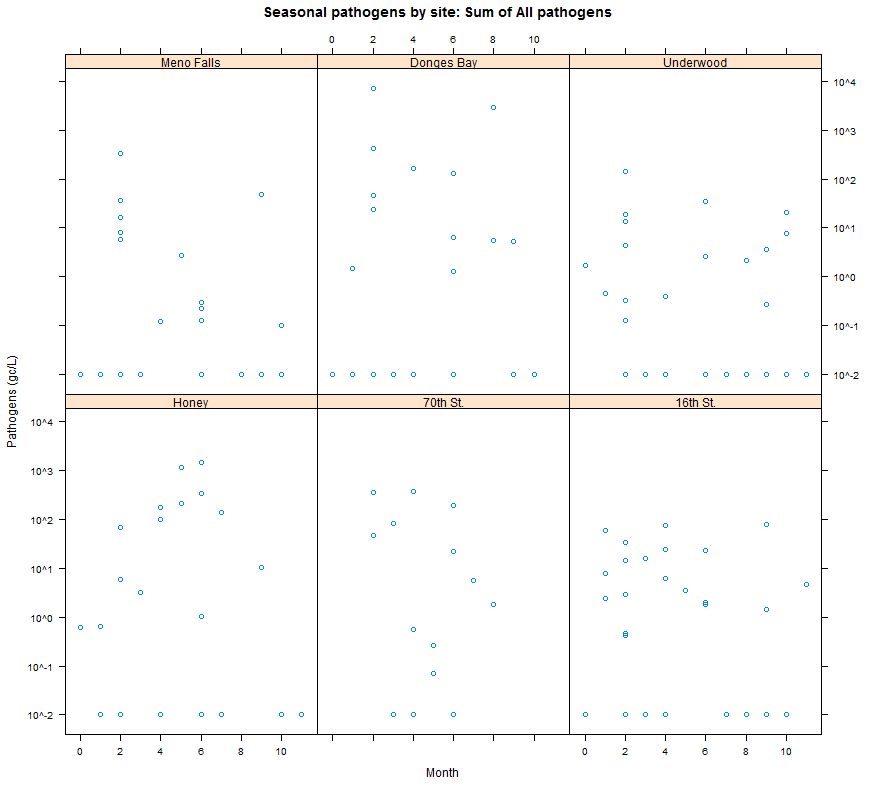 Seasonal pathogens by site: Sum of All pathogens
0 2 4 6 8 10
Meno Falls Donges Bay Underwood
10^4
10^3
10^2
10^1
10^0
10^-1
10^-2
Pathogens (gc/L)
Honey 70th St. 16th St.
10^4
10^3
10^2
10^1
10^0
10^-1
10^-2
0 2 4 6 8 10 0 2 4 6 8 10
Month